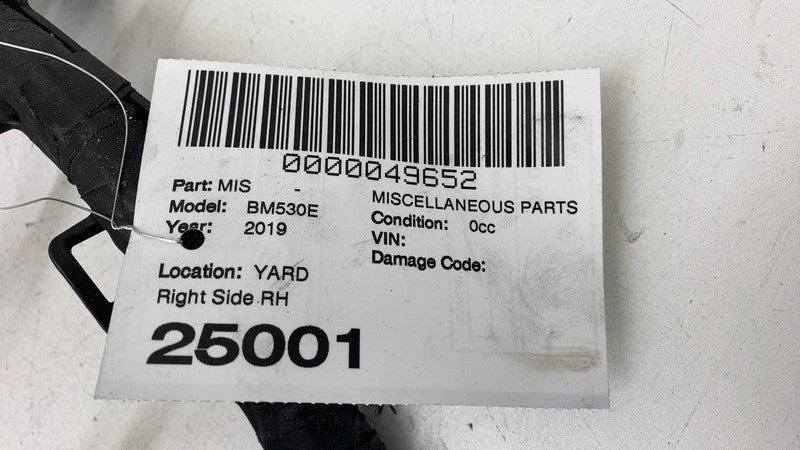 0000049652
Part: MIS -
MISCELLANEOUS PARTS
Model: BM530E
Condition: 0cc
Year: 2019
VIN:
Damage Code:
Location: YARD
Right Side RH
25001